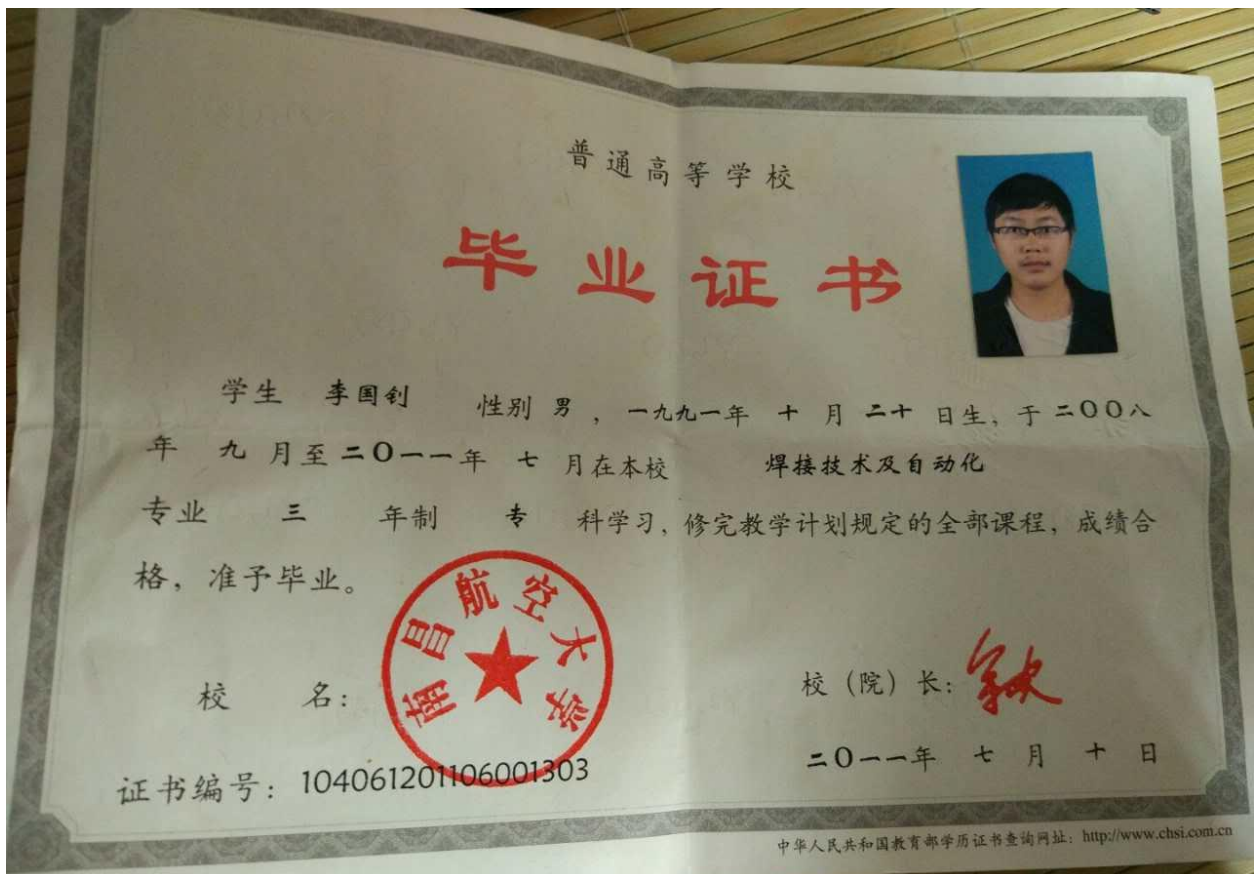 普通高等学校
毕业证书
学生 李国钊 性别 男 ，一九九一年 十 月 二十 日生，于 二〇〇八
年 九 月至 二〇一一年 七 月在本校 焊接技术及自动化
专业 三 年制 专 科学习，修完教学计划规定的全部课程，成绩合
格，准予毕业。
南昌航空大学
校 名：
校（院）长：
二〇一一年 七 月 十 日
证书编号：104061201106001303
中华人民共和国教育部学历证书查询网址：http://www.chsi.com.cn